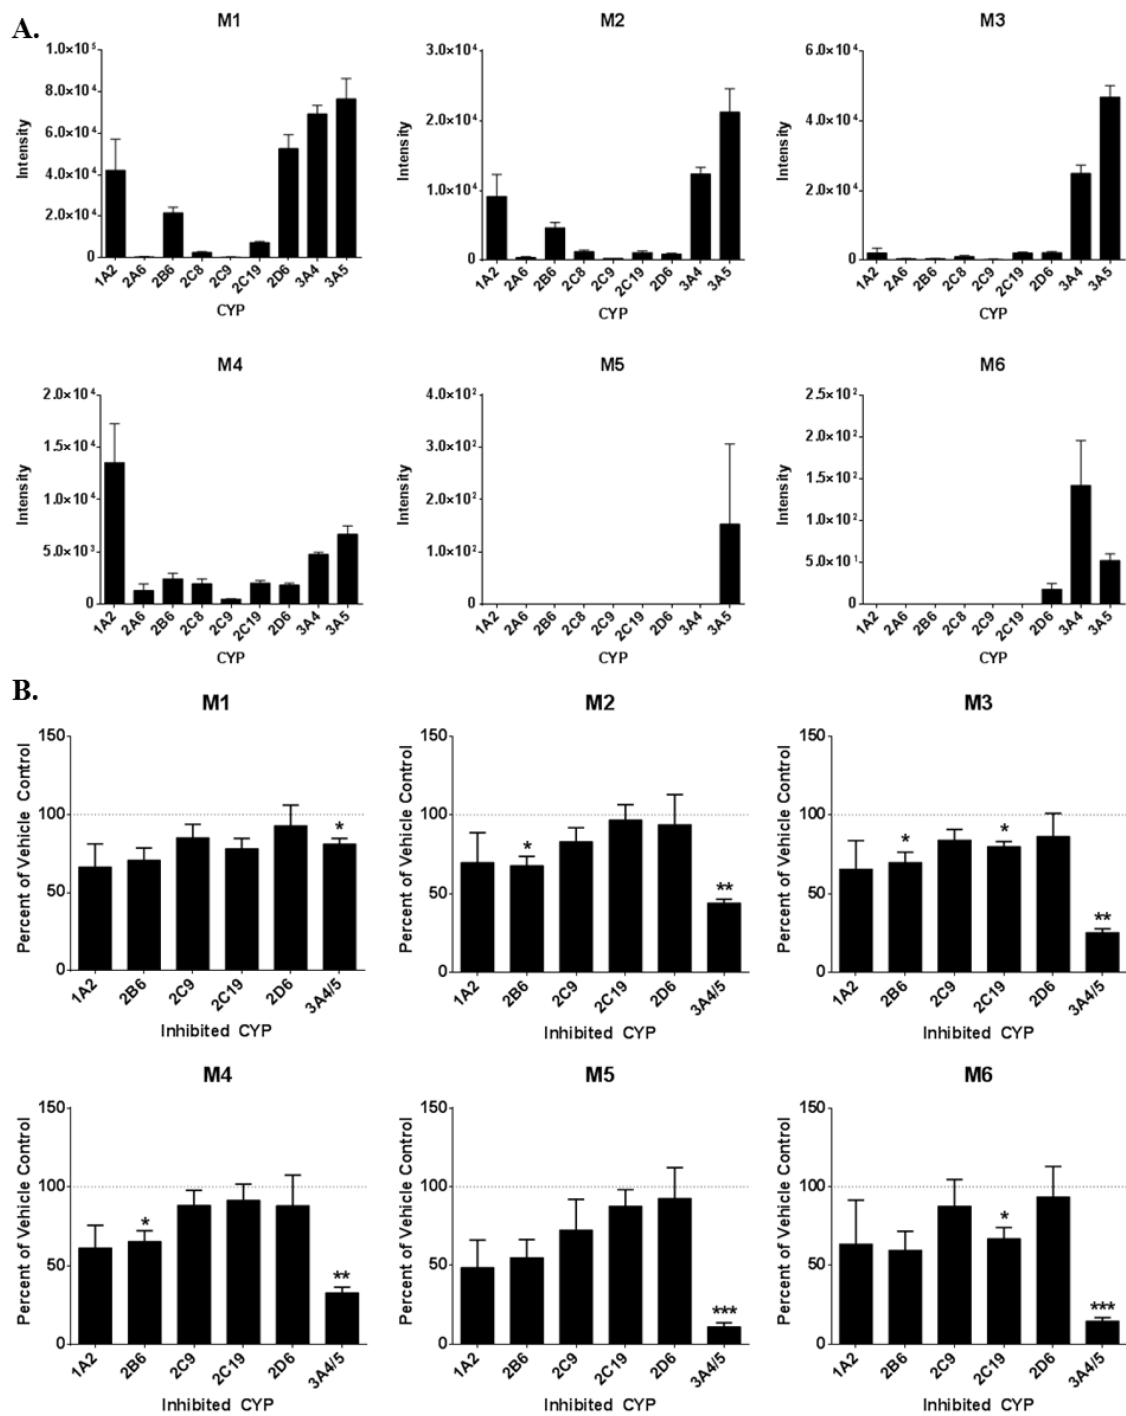 A.
M1
M2
M3
Intensity
1.0×10⁵
8.0×10⁴
6.0×10⁴
4.0×10⁴
2.0×10⁴
0
1A2 2A6 2B6 2C8 2C9 2C19 2D6 3A4 3A5
CYP
Intensity
3.0×10⁴
2.0×10⁴
1.0×10⁴
0
1A2 2A6 2B6 2C8 2C9 2C19 2D6 3A4 3A5
CYP
Intensity
6.0×10⁴
4.0×10⁴
2.0×10⁴
0
1A2 2A6 2B6 2C8 2C9 2C19 2D6 3A4 3A5
CYP
M4
M5
M6
Intensity
2.0×10⁴
1.5×10⁴
1.0×10⁴
5.0×10³
0
1A2 2A6 2B6 2C8 2C9 2C19 2D6 3A4 3A5
CYP
Intensity
4.0×10²
3.0×10²
2.0×10²
1.0×10²
0
1A2 2A6 2B6 2C8 2C9 2C19 2D6 3A4 3A5
CYP
Intensity
2.5×10²
2.0×10²
1.5×10²
1.0×10²
5.0×10¹
0
1A2 2A6 2B6 2C8 2C9 2C19 2D6 3A4 3A5
CYP
B.
M1
M2
M3
Percent of Vehicle Control
150
100
50
0
*
1A2 2B6 2C9 2C19 2D6 3A4/5
Inhibited CYP
Percent of Vehicle Control
150
100
50
0
* **
1A2 2B6 2C9 2C19 2D6 3A4/5
Inhibited CYP
Percent of Vehicle Control
150
100
50
0
* * **
1A2 2B6 2C9 2C19 2D6 3A4/5
Inhibited CYP
M4
M5
M6
Percent of Vehicle Control
150
100
50
0
* **
1A2 2B6 2C9 2C19 2D6 3A4/5
Inhibited CYP
Percent of Vehicle Control
150
100
50
0
***
1A2 2B6 2C9 2C19 2D6 3A4/5
Inhibited CYP
Percent of Vehicle Control
150
100
50
0
* ***
1A2 2B6 2C9 2C19 2D6 3A4/5
Inhibited CYP